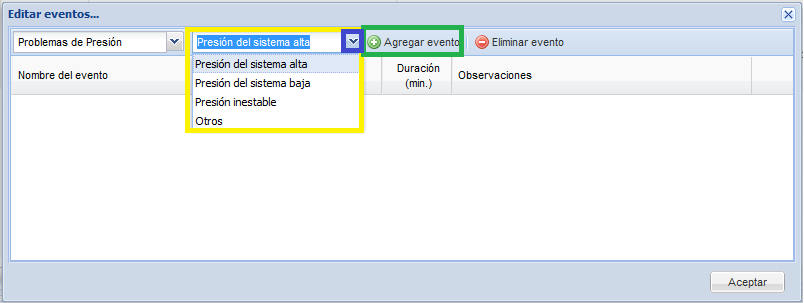 Editar eventos...
Problemas de Presión
Presión del sistema alta
Agregar evento
Eliminar evento
Presión del sistema alta
Presión del sistema baja
Presión inestable
Otros
Nombre del evento
Duración
(min.)
Observaciones
Aceptar